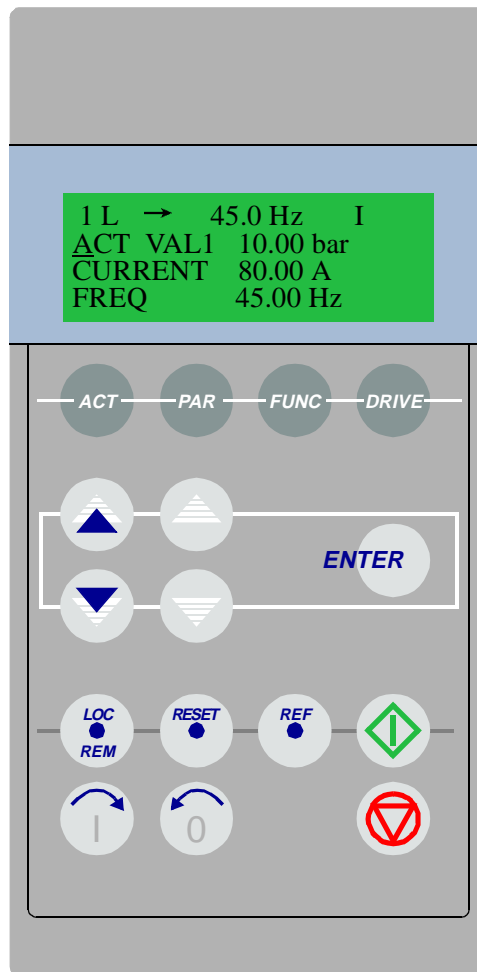 1 L → 45.0 Hz I
ACT VAL1 10.00 bar
CURRENT 80.00 A
FREQ 45.00 Hz
ACT PAR FUNC DRIVE
ENTER
LOC RESET REF
REM
I 0